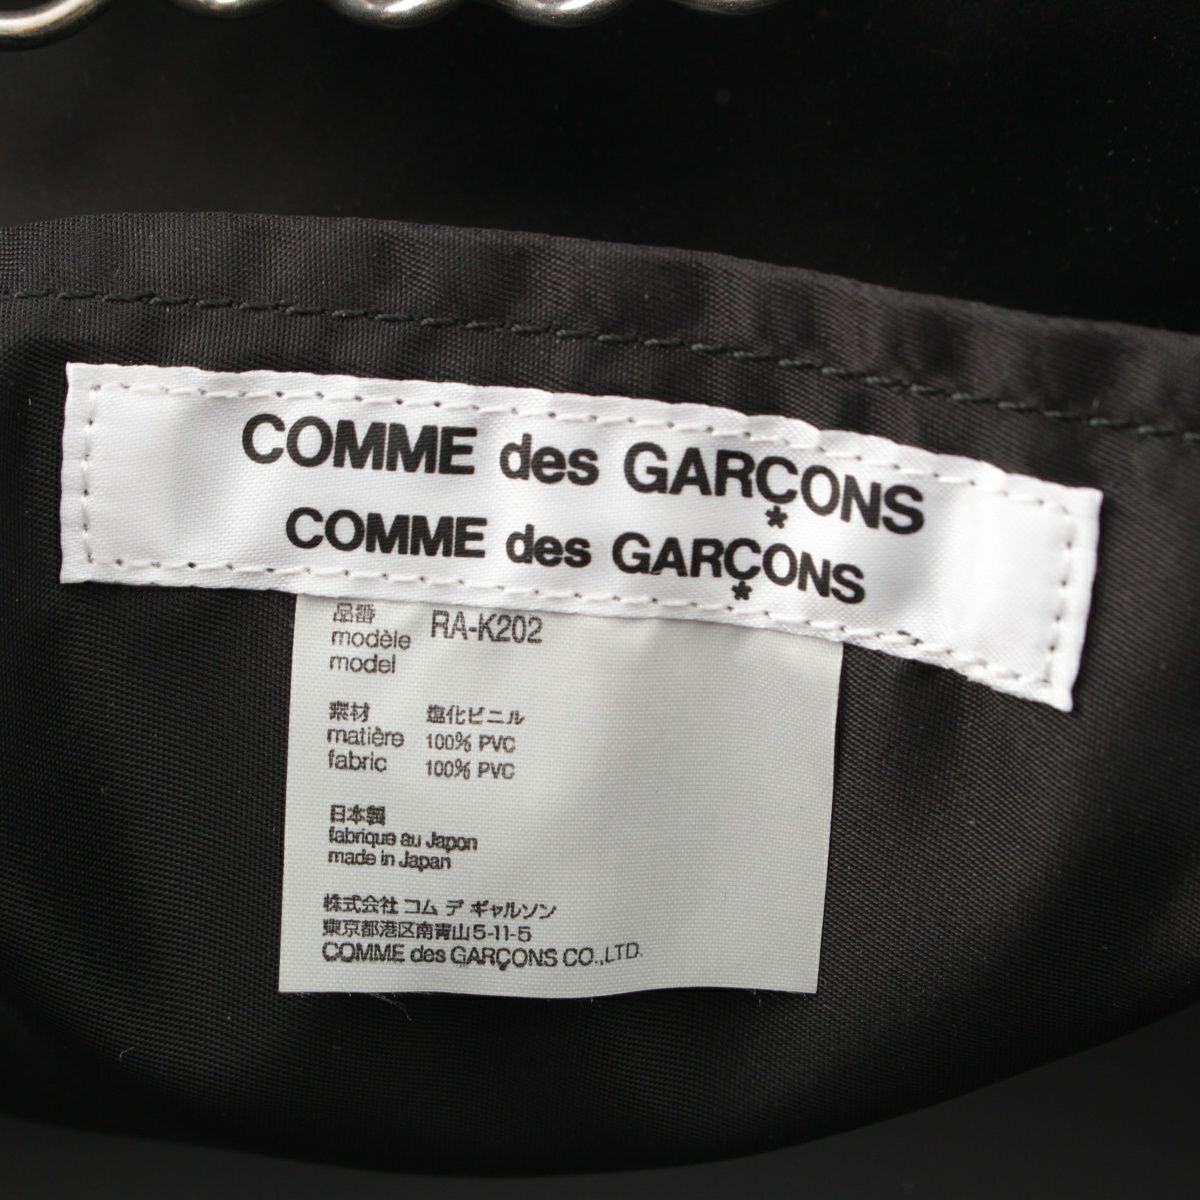 COMME des GARÇONS
COMME des GARÇONS
品番
modèle RA-K202
model
素材 塩化ビニル
matière 100% PVC
fabric 100% PVC
日本製
fabriqué au Japon
made in Japan
株式会社 コム デ ギャルソン
東京都港区南青山5-11-5
COMME des GARÇONS CO.,LTD.